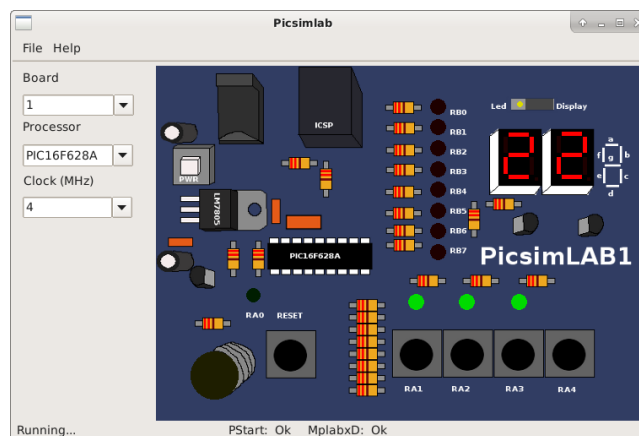 Picsimlab
File Help
Board
1
Processor
PIC16F628A
Clock (MHz)
4
PWR
ICSP
LM7805
PIC16F628A
RA0
RESET
RB0
RB1
RB2
RB3
RB4
RB5
RB6
RB7
Led Display
22
a
f g b
e c
d
PicsimLAB1
RA1 RA2 RA3 RA4
Running... PStart: Ok MplabxD: Ok